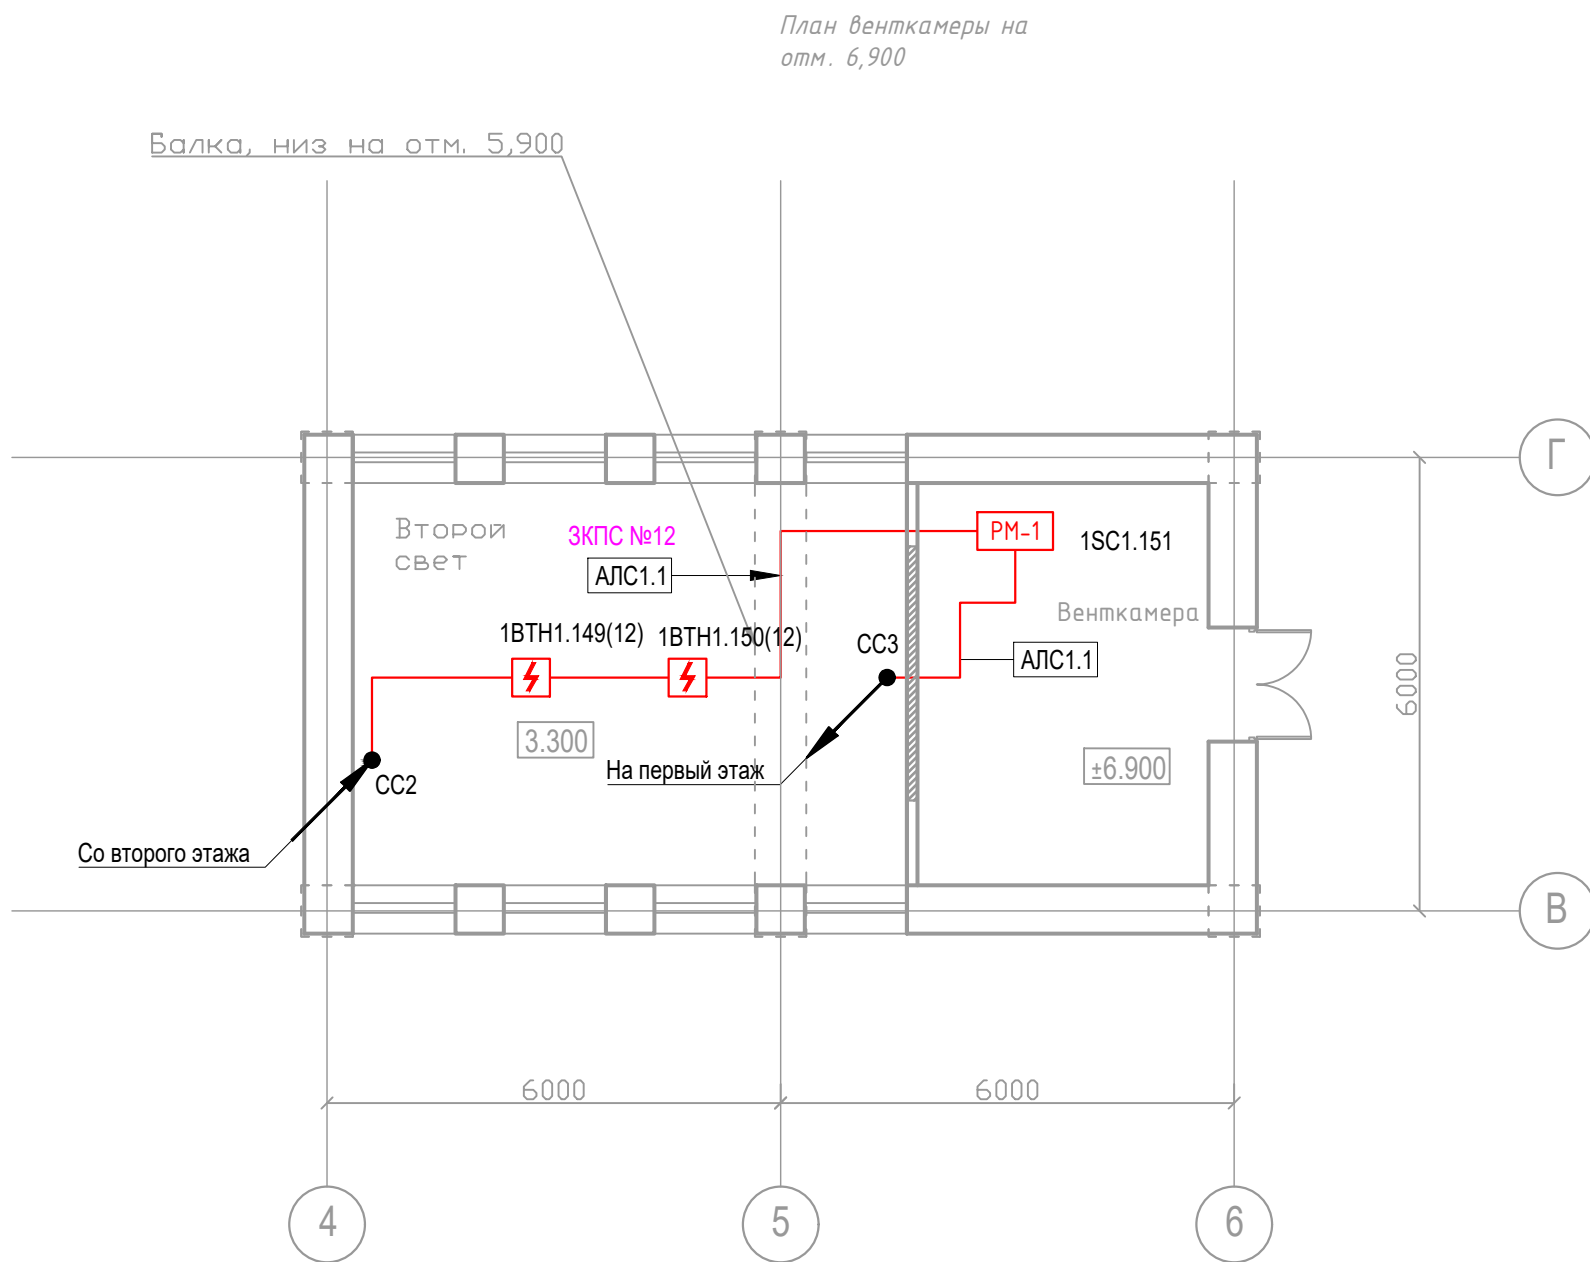 План венткамеры на
отм. 6,900
Балка, низ на отм. 5,900
Г
Второй
свет
ЗКПС №12
АЛС1.1
РМ-1
1SC1.151
Венткамера
1ВТН1.149(12)
1ВТН1.150(12)
СС3
АЛС1.1
6000
3.300
На первый этаж
±6.900
СС2
Со второго этажа
В
6000
6000
4
5
6